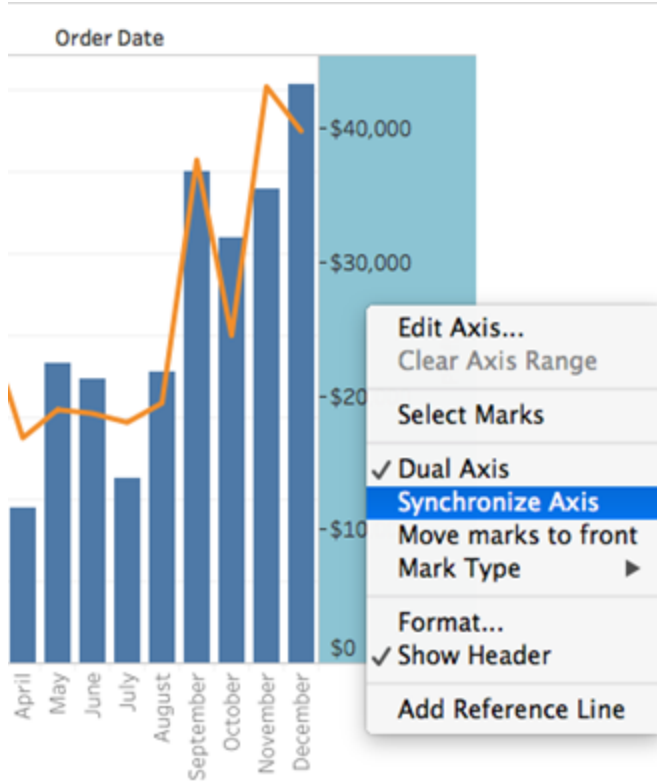 Order Date
$40,000
$30,000
$20
$10
$0
Edit Axis...
Clear Axis Range
Select Marks
✓ Dual Axis
Synchronize Axis
Move marks to front
Mark Type ▶
Format...
✓ Show Header
Add Reference Line
April
May
June
July
August
September
October
November
December